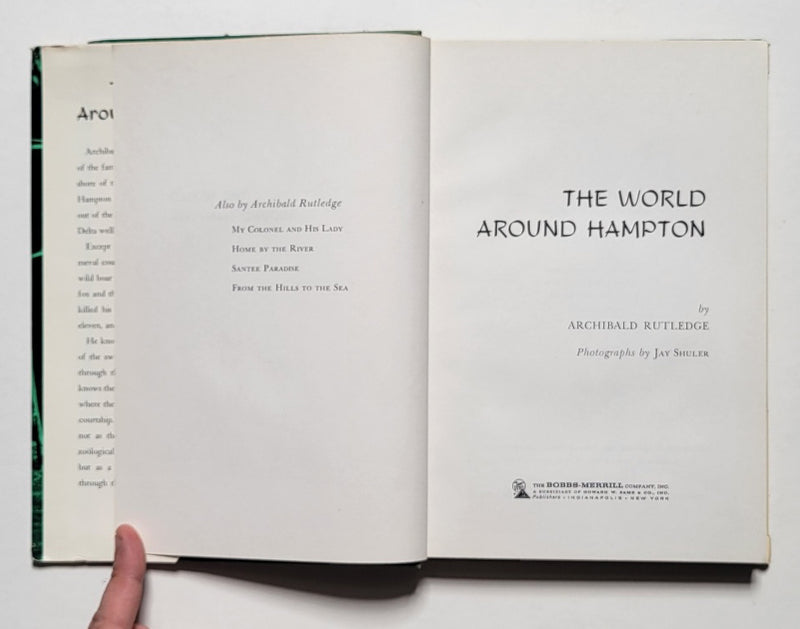 Arou
Archiba
of the fam
shore of t
Hampton
out of the
Delta well
Except
meral cou
wild boar
fox and th
killed his
eleven, an
He kno
of the sw
through t
knows the
where the
courtship.
not as th
zoological
but as a
through t
Also by Archibald Rutledge
My Colonel and His Lady
Home by the River
Santee Paradise
From the Hills to the Sea
THE WORLD
AROUND HAMPTON
by
ARCHIBALD RUTLEDGE
Photographs by Jay Shuler
THE BOBBS-MERRILL COMPANY, INC.
A SUBSIDIARY OF HOWARD W. SAMS & CO., INC.
Publishers • INDIANAPOLIS • NEW YORK